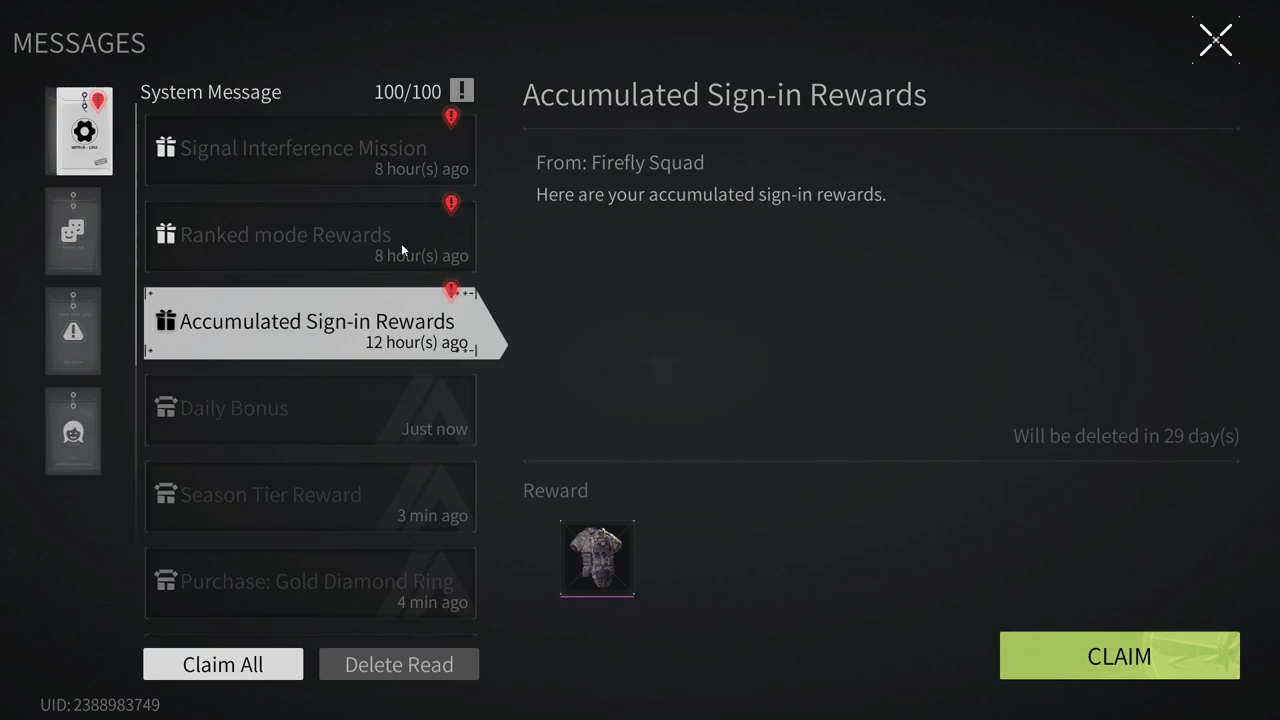 MESSAGES
System Message 100/100
Signal Interference Mission
8 hour(s) ago
Ranked mode Rewards
8 hour(s) ago
Accumulated Sign-in Rewards
12 hour(s) ago
Daily Bonus
Just now
Season Tier Reward
3 min ago
Purchase: Gold Diamond Ring
4 min ago
Claim All
Delete Read
UID: 2388983749
Accumulated Sign-in Rewards
From: Firefly Squad
Here are your accumulated sign-in rewards.
Will be deleted in 29 day(s)
Reward
CLAIM